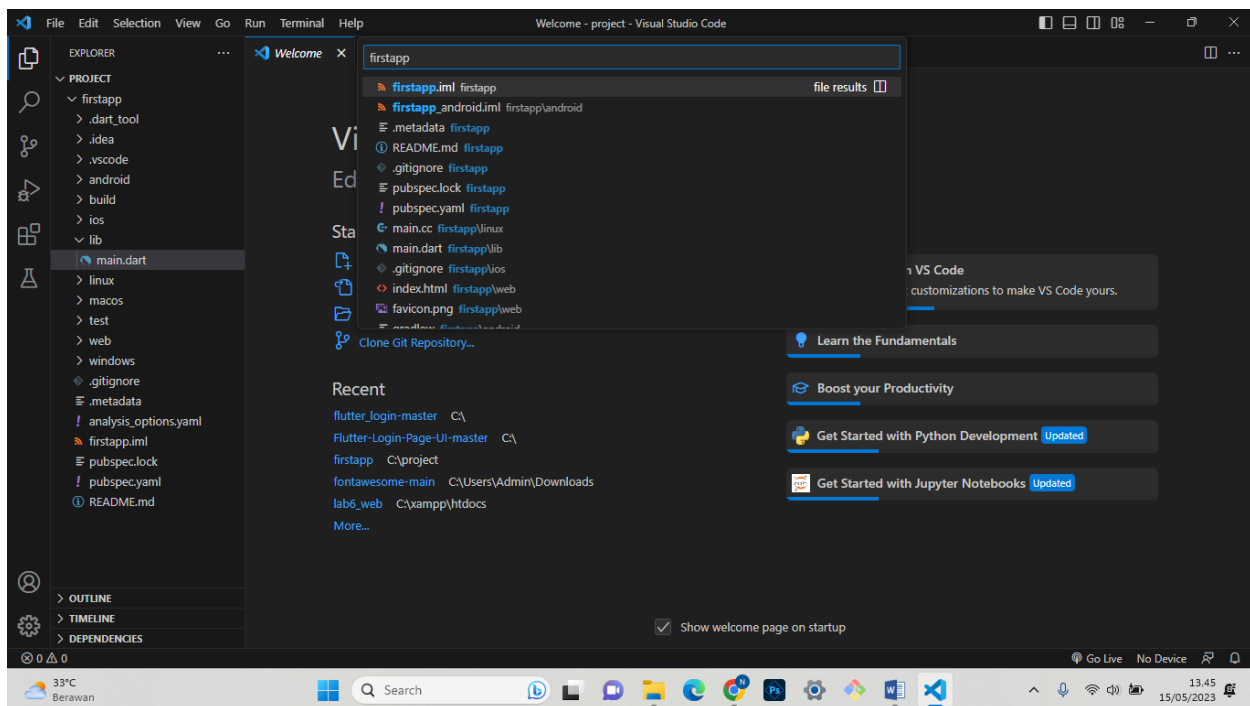 File Edit Selection View Go Run Terminal Help
Welcome - project - Visual Studio Code
EXPLORER
PROJECT
firstapp
.dart_tool
.idea
.vscode
android
build
ios
lib
main.dart
linux
macos
test
web
windows
.gitignore
.metadata
analysis_options.yaml
firstapp.iml
pubspec.lock
pubspec.yaml
README.md
OUTLINE
TIMELINE
DEPENDENCIES
Welcome
firstapp
firstapp.iml firstapp file results
firstapp_android.iml firstapp\android
.metadata firstapp
README.md firstapp
.gitignore firstapp
pubspec.lock firstapp
pubspec.yaml firstapp
main.cc firstapp\linux
main.dart firstapp\lib
.gitignore firstapp\ios
index.html firstapp\web
favicon.png firstapp\web
Vi
Ed
Sta
Clone Git Repository...
Recent
flutter_login-master C:\
Flutter-Login-Page-UI-master C:\
firstapp C:\project
fontawesome-main C:\Users\Admin\Downloads
lab6_web C:\xampp\htdocs
More...
VS Code
customizations to make VS Code yours.
Learn the Fundamentals
Boost your Productivity
Get Started with Python Development Updated
Get Started with Jupyter Notebooks Updated
Show welcome page on startup
0 0
Go Live No Device
33°C
Berawan
Search
N
Ps
13.45
15/05/2023